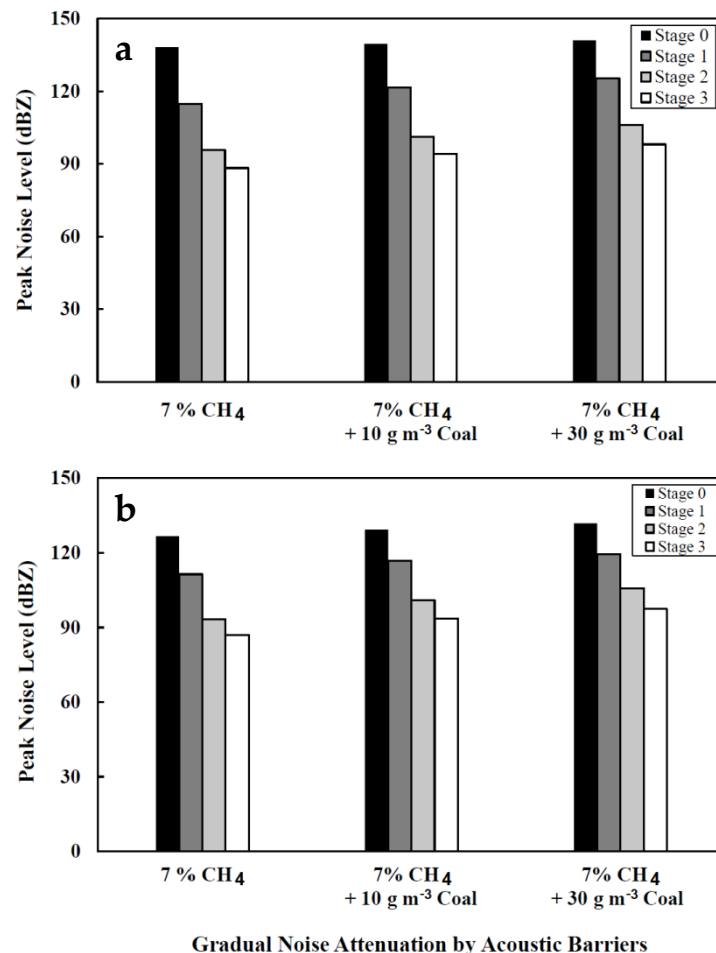 a
Peak Noise Level (dBZ)
150
120
90
60
30
0
Stage 0
Stage 1
Stage 2
Stage 3
7 % CH4
7% CH4
+ 10 g m-3 Coal
7% CH4
+ 30 g m-3 Coal
b
Peak Noise Level (dBZ)
150
120
90
60
30
0
Stage 0
Stage 1
Stage 2
Stage 3
7 % CH4
7% CH4
+ 10 g m-3 Coal
7% CH4
+ 30 g m-3 Coal
Gradual Noise Attenuation by Acoustic Barriers